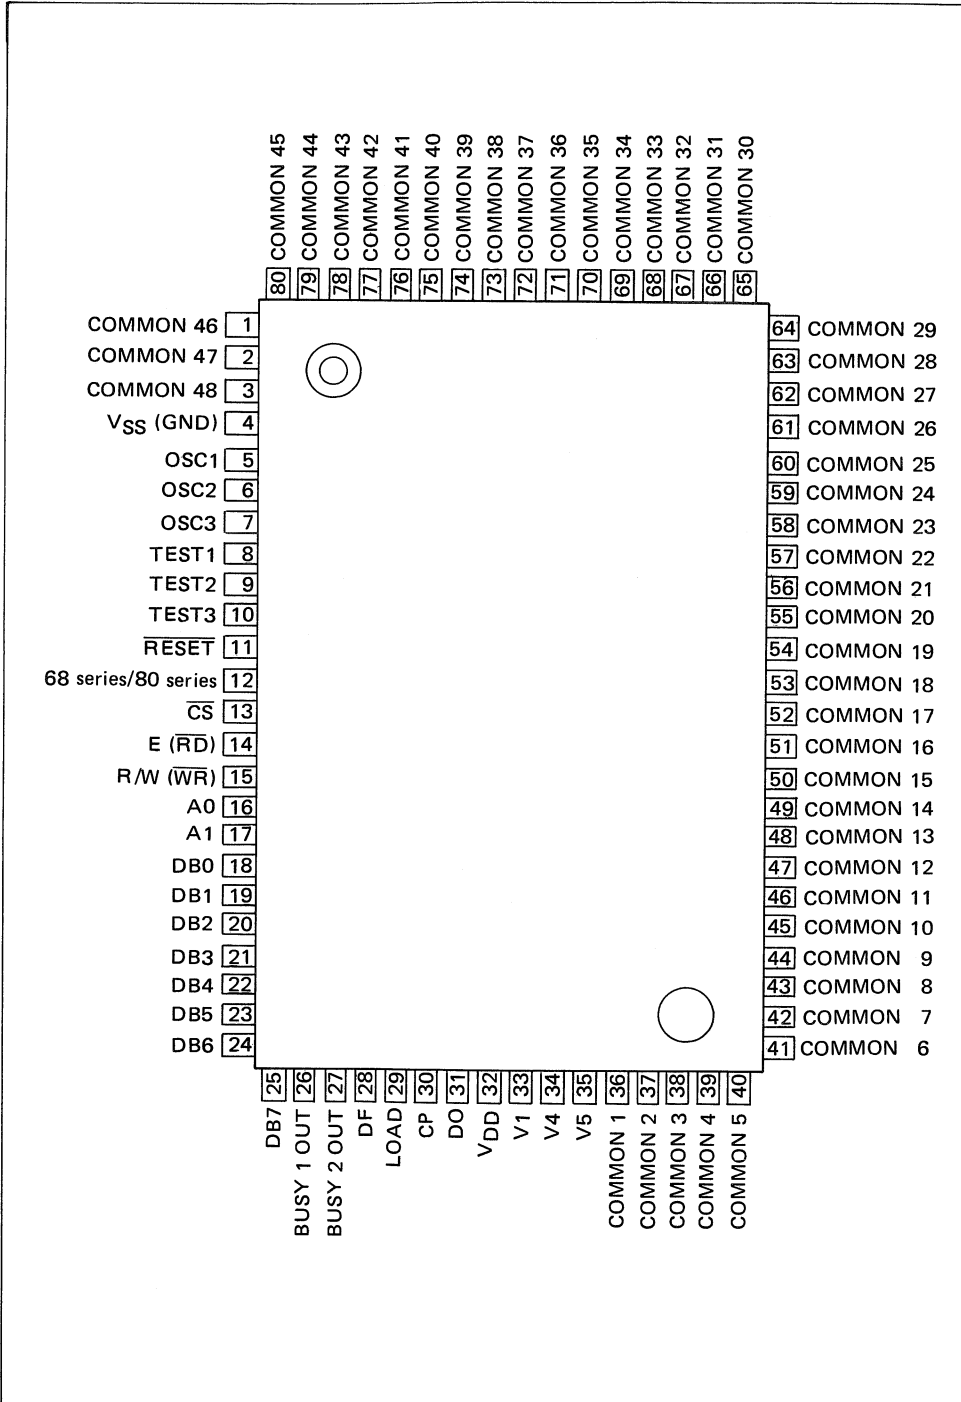 COMMON 45
COMMON 44
COMMON 43
COMMON 42
COMMON 41
COMMON 40
COMMON 39
COMMON 38
COMMON 37
COMMON 36
COMMON 35
COMMON 34
COMMON 33
COMMON 32
COMMON 31
COMMON 30
80
79
78
77
76
75
74
73
72
71
70
69
68
67
66
65
COMMON 46 1
COMMON 47 2
COMMON 48 3
VSS (GND) 4
OSC1 5
OSC2 6
OSC3 7
TEST1 8
TEST2 9
TEST3 10
RESET 11
68 series/80 series 12
CS 13
E (RD) 14
R/W (WR) 15
A0 16
A1 17
DB0 18
DB1 19
DB2 20
DB3 21
DB4 22
DB5 23
DB6 24
64 COMMON 29
63 COMMON 28
62 COMMON 27
61 COMMON 26
60 COMMON 25
59 COMMON 24
58 COMMON 23
57 COMMON 22
56 COMMON 21
55 COMMON 20
54 COMMON 19
53 COMMON 18
52 COMMON 17
51 COMMON 16
50 COMMON 15
49 COMMON 14
48 COMMON 13
47 COMMON 12
46 COMMON 11
45 COMMON 10
44 COMMON 9
43 COMMON 8
42 COMMON 7
41 COMMON 6
25
26
27
28
29
30
31
32
33
34
35
36
37
38
39
40
DB7
BUSY 1 OUT
BUSY 2 OUT
DF
LOAD
CP
DO
VDD
V1
V4
V5
COMMON 1
COMMON 2
COMMON 3
COMMON 4
COMMON 5